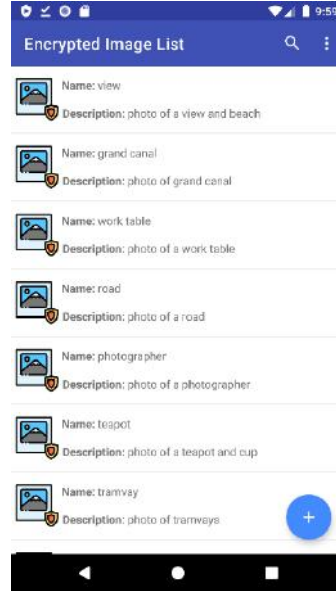 9:59
Encrypted Image List
Name: view
Description: photo of a view and beach
Name: grand canal
Description: photo of grand canal
Name: work table
Description: photo of a work table
Name: road
Description: photo of a road
Name: photographer
Description: photo of a photographer
Name: teapot
Description: photo of a teapot and cup
Name: tramvay
Description: photo of tramvays